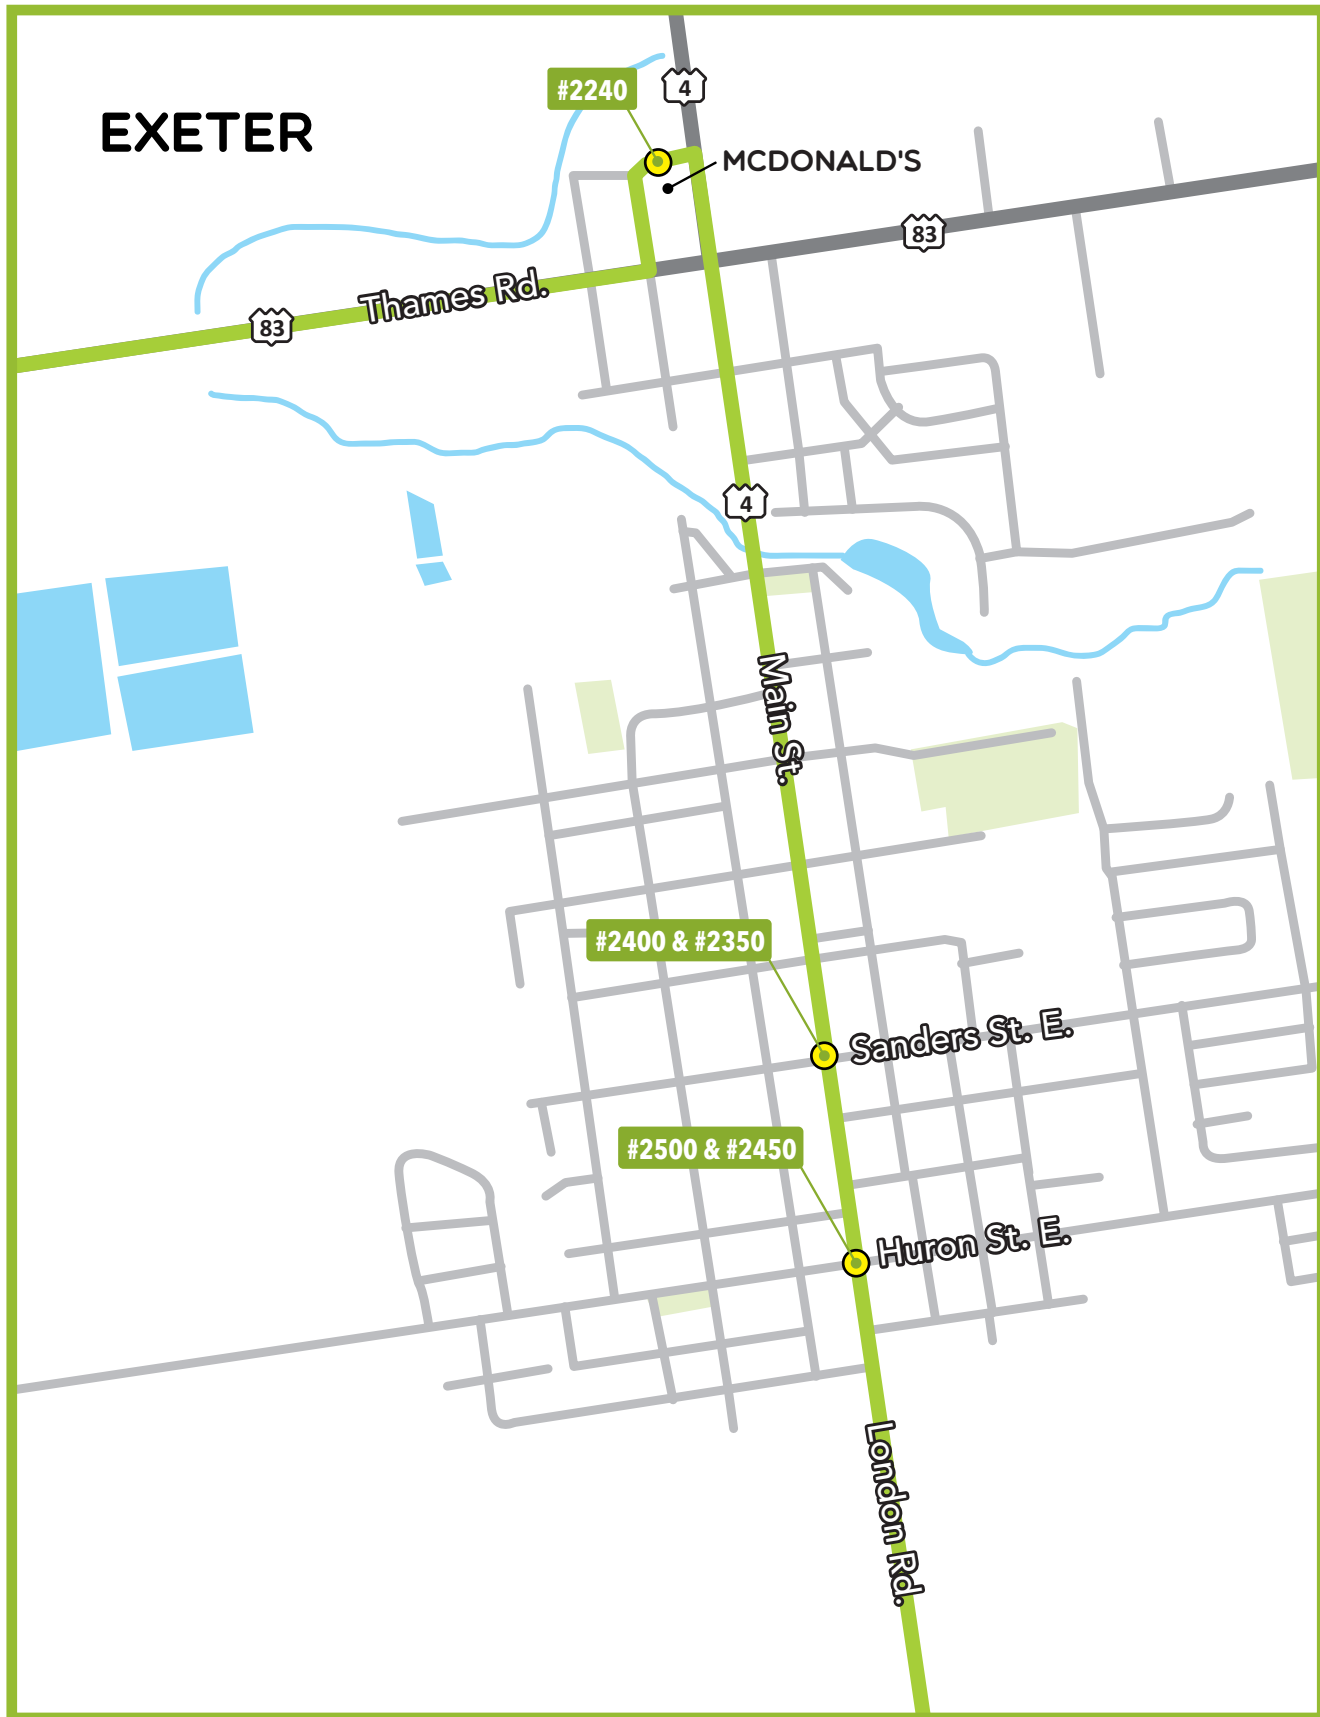 #2240
4
EXETER
MCDONALD'S
83
Thames Rd.
83
4
Main St.
#2400 & #2350
Sanders St. E.
#2500 & #2450
Huron St. E.
London Rd.